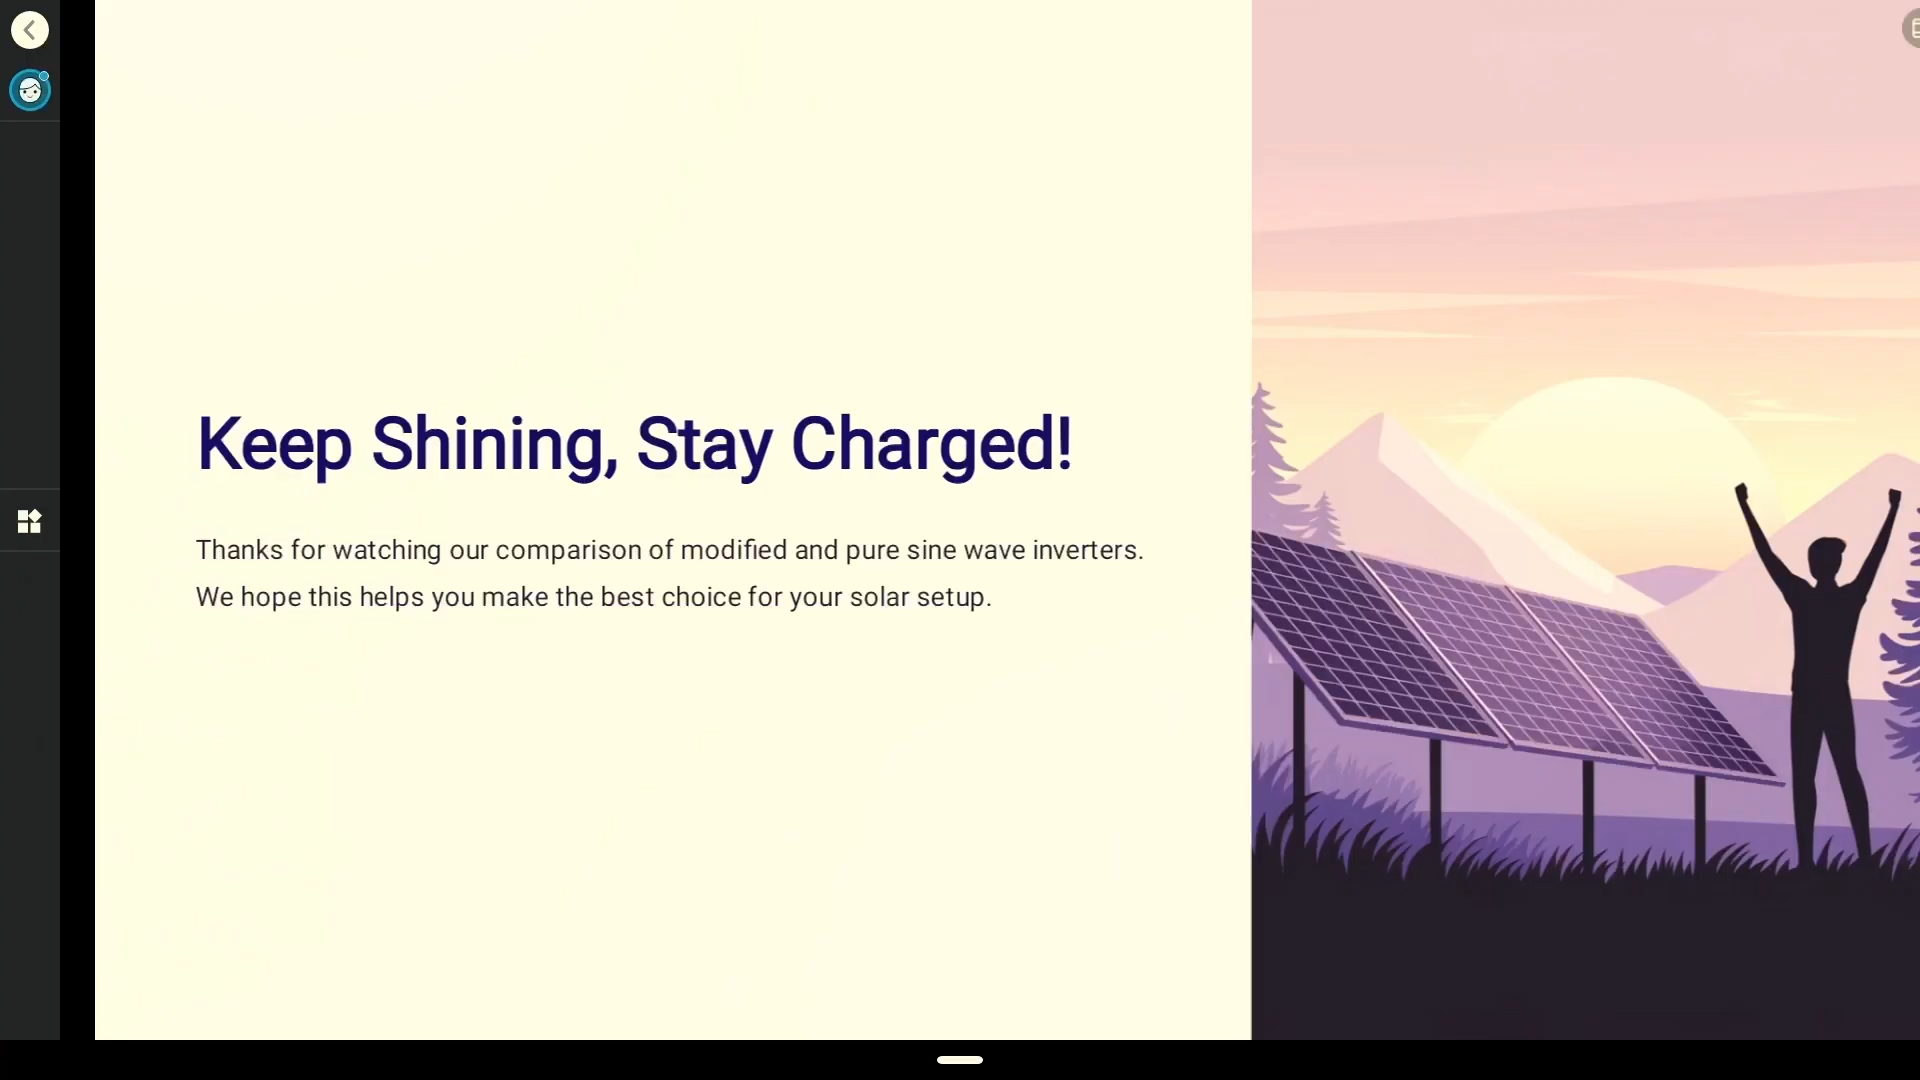 Keep Shining, Stay Charged!
Thanks for watching our comparison of modified and pure sine wave inverters.
We hope this helps you make the best choice for your solar setup.